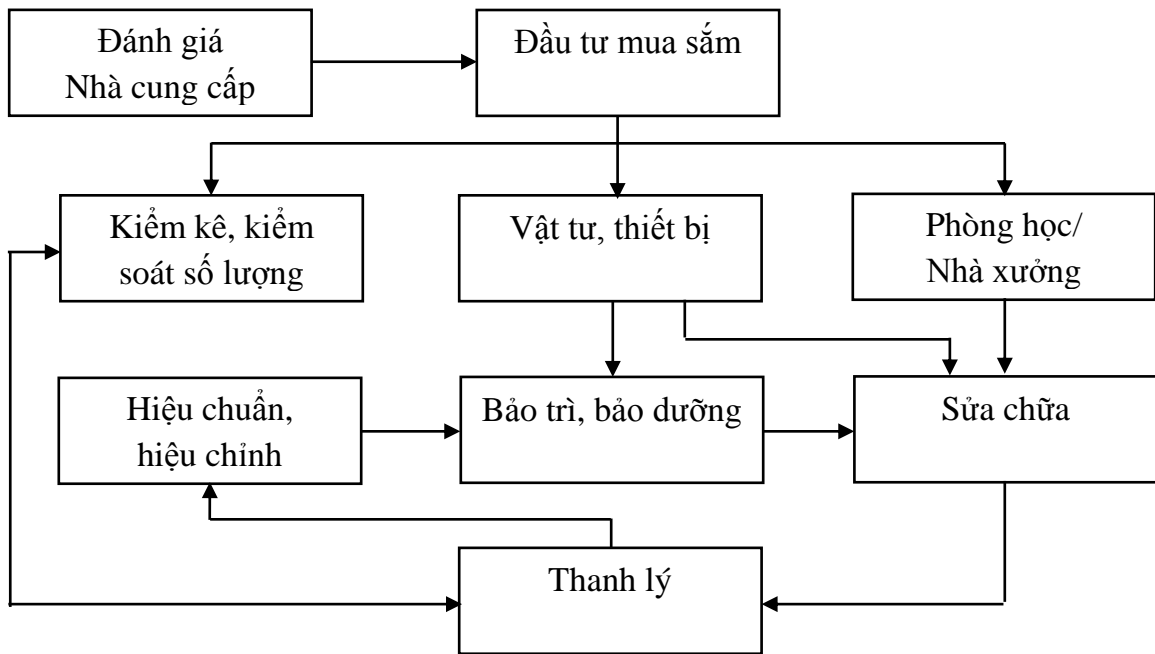 Đánh giá
Nhà cung cấp
Đầu tư mua sắm
Kiểm kê, kiểm
soát số lượng
Vật tư, thiết bị
Phòng học/
Nhà xưởng
Hiệu chuẩn,
hiệu chỉnh
Bảo trì, bảo dưỡng
Sửa chữa
Thanh lý